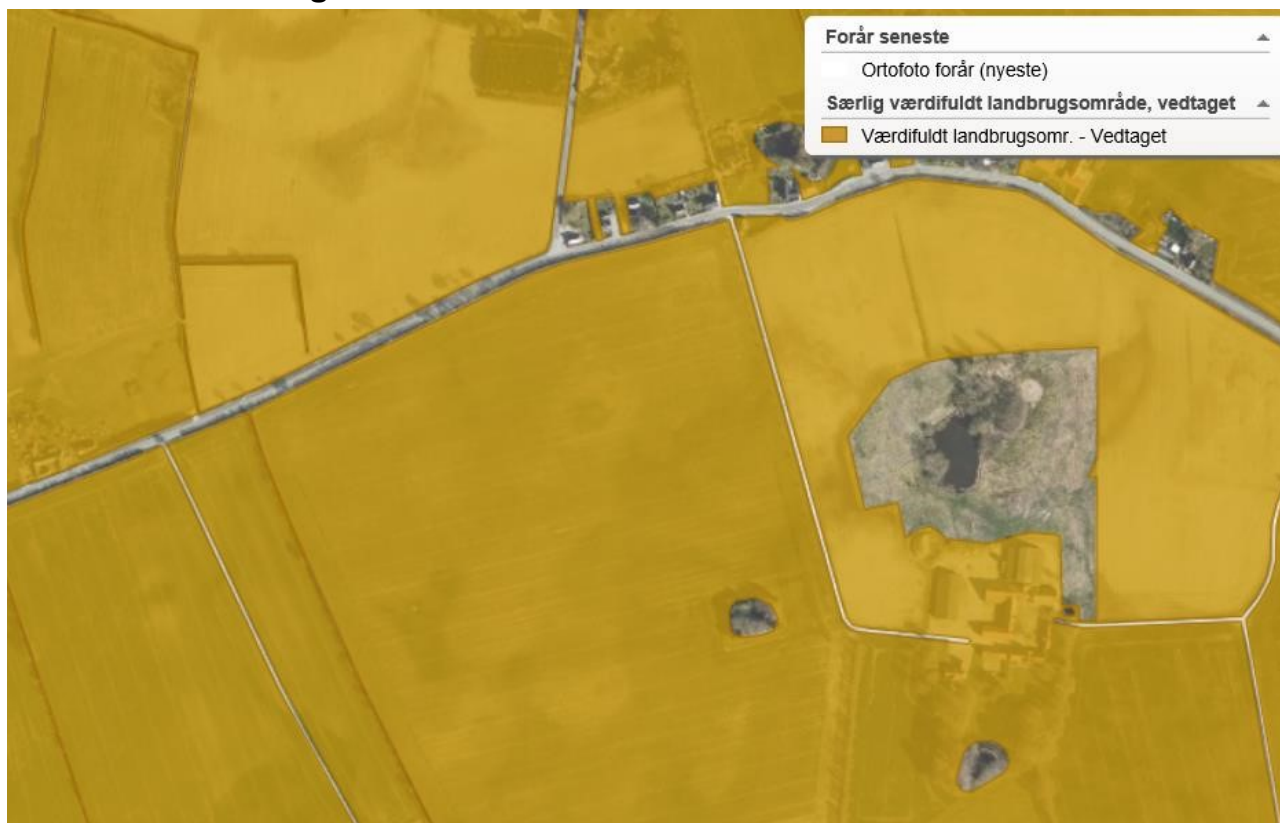 Forår seneste
Ortofoto forår (nyeste)
Særlig værdifuldt landbrugsområde, vedtaget
Værdifuldt landbrugsomr. - Vedtaget